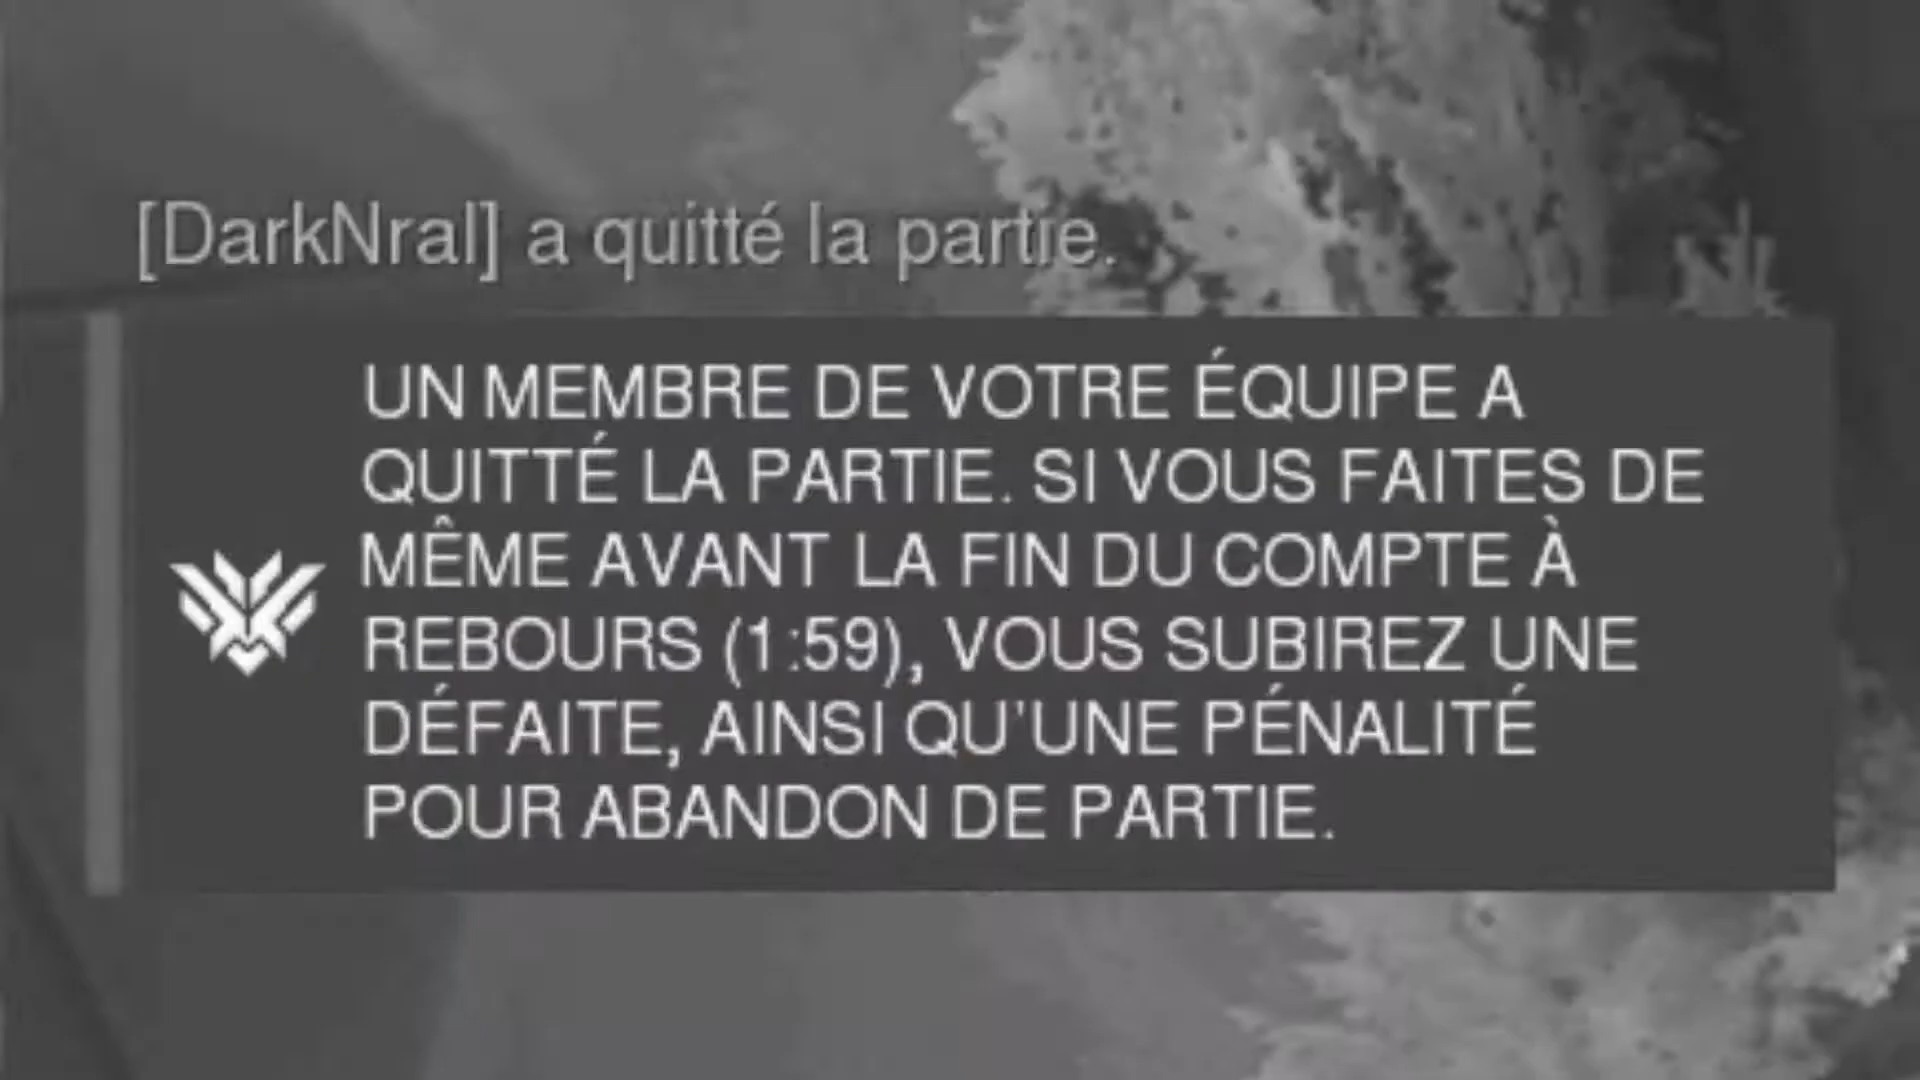 [DarkNral] a quitté la partie.
UN MEMBRE DE VOTRE ÉQUIPE A
QUITTÉ LA PARTIE. SI VOUS FAITES DE
MÊME AVANT LA FIN DU COMPTE À
REBOURS (1:59), VOUS SUBIREZ UNE
DÉFAITE, AINSI QU'UNE PÉNALITÉ
POUR ABANDON DE PARTIE.